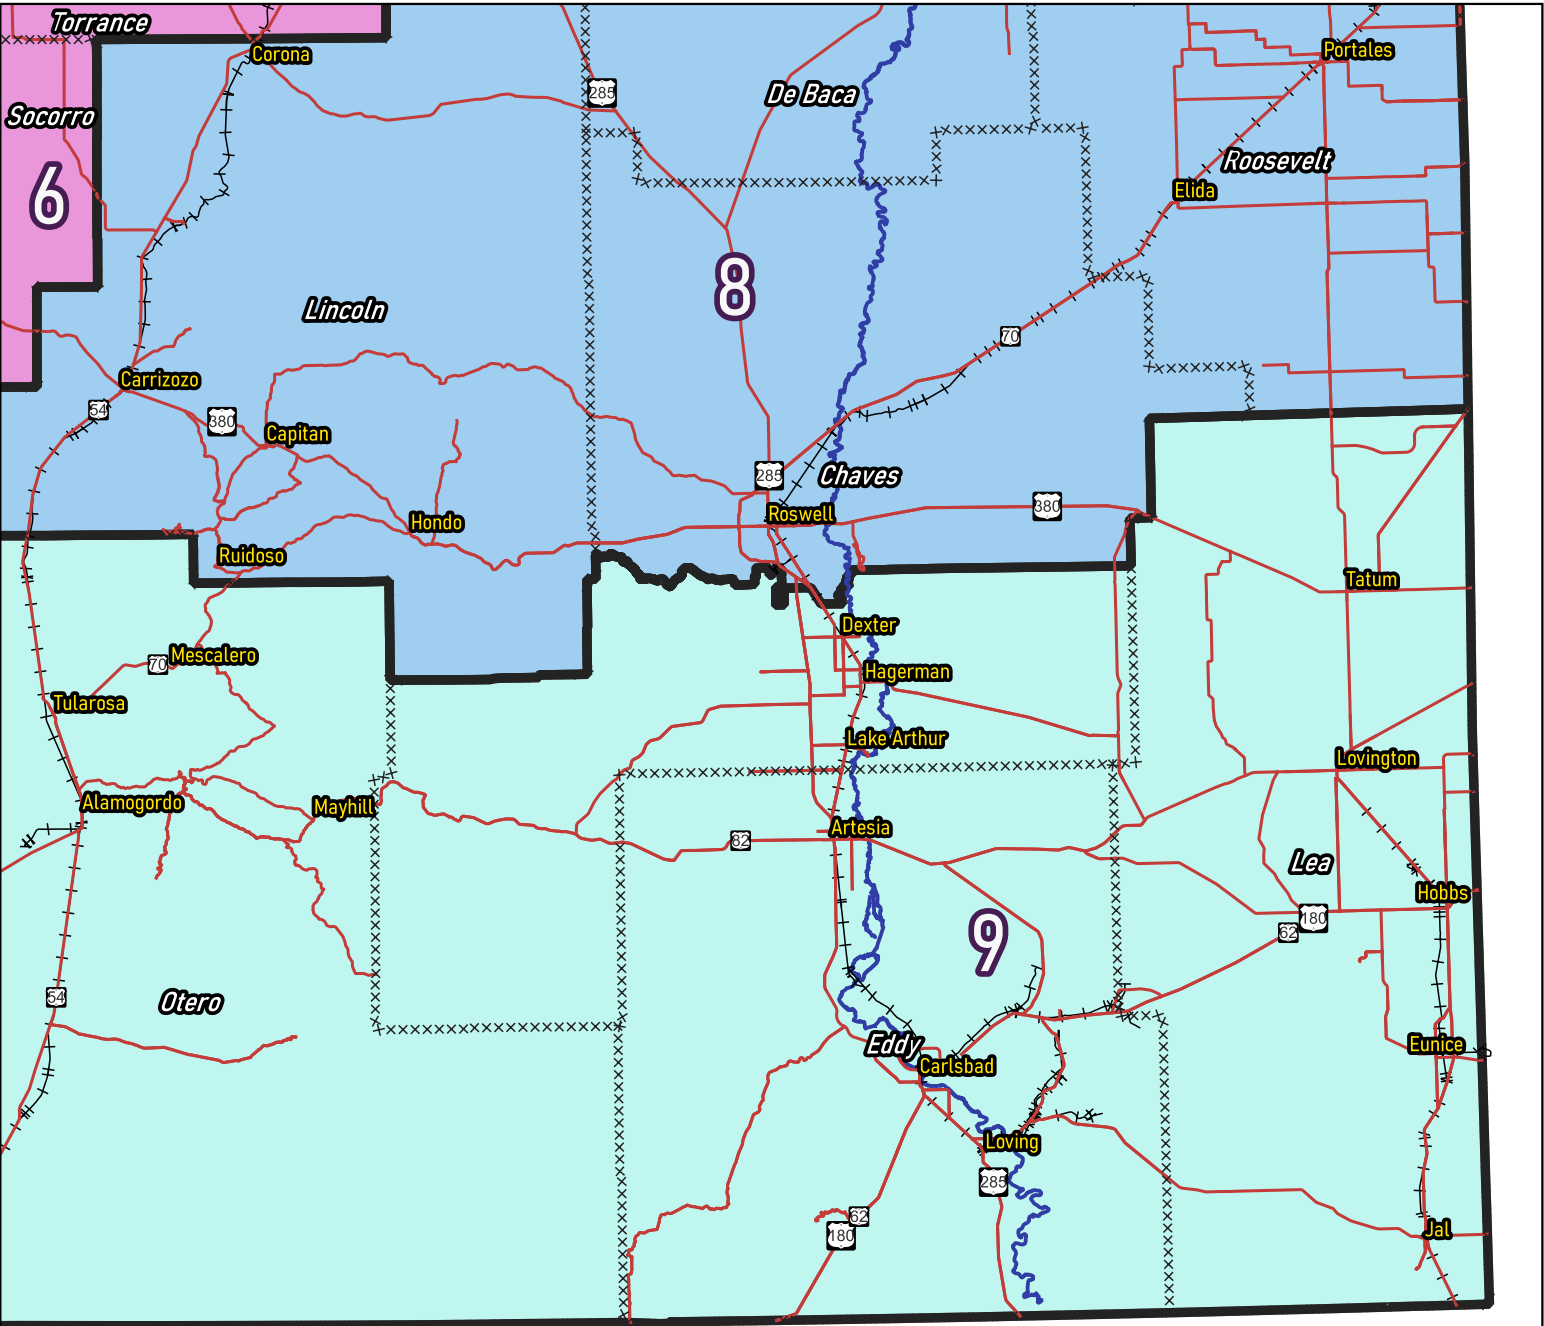 Torrance
Corona
Portales
285
De Baca
Socorro
Roosevelt
6
Elida
8
Lincoln
70
Carrizozo
54
380
Capitan
285
Chaves
Roswell
380
Hondo
Ruidoso
Tatum
Dexter
Mescalero
70
Hagerman
Tularosa
Lake Arthur
Lovington
Alamogordo
Mayhill
Artesia
82
Lea
Hobbs
9
180
62
54
Otero
Eddy
Carlsbad
Eunice
Loving
285
62
180
Jal